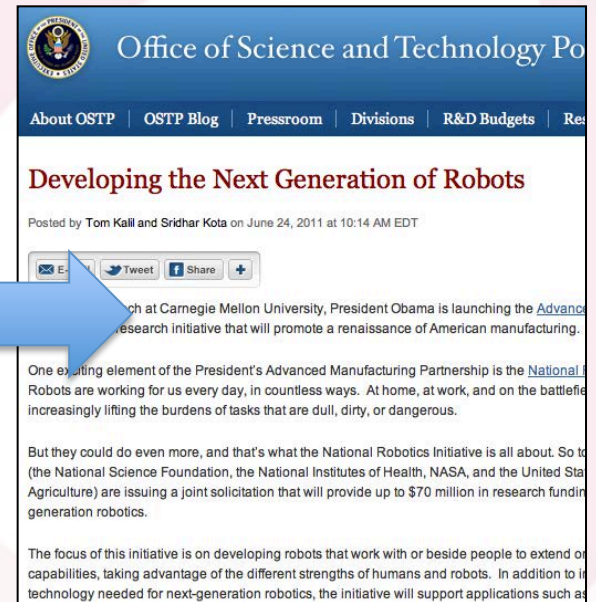 Office of Science and Technology Po
About OSTP | OSTP Blog | Pressroom | Divisions | R&D Budgets | Res
Developing the Next Generation of Robots
Posted by Tom Kalil and Sridhar Kota on June 24, 2011 at 10:14 AM EDT
Tweet Share +
at Carnegie Mellon University, President Obama is launching the Advance
research initiative that will promote a renaissance of American manufacturing.
One exciting element of the President's Advanced Manufacturing Partnership is the National
Robots are working for us every day, in countless ways. At home, at work, and on the battlefie
increasingly lifting the burdens of tasks that are dull, dirty, or dangerous.
But they could do even more, and that's what the National Robotics Initiative is all about. So to
(the National Science Foundation, the National Institutes of Health, NASA, and the United Sta
Agriculture) are issuing a joint solicitation that will provide up to $70 million in research fundin
generation robotics.
The focus of this initiative is on developing robots that work with or beside people to extend or
capabilities, taking advantage of the different strengths of humans and robots. In addition to i
technology needed for next-generation robotics, the initiative will support applications such as